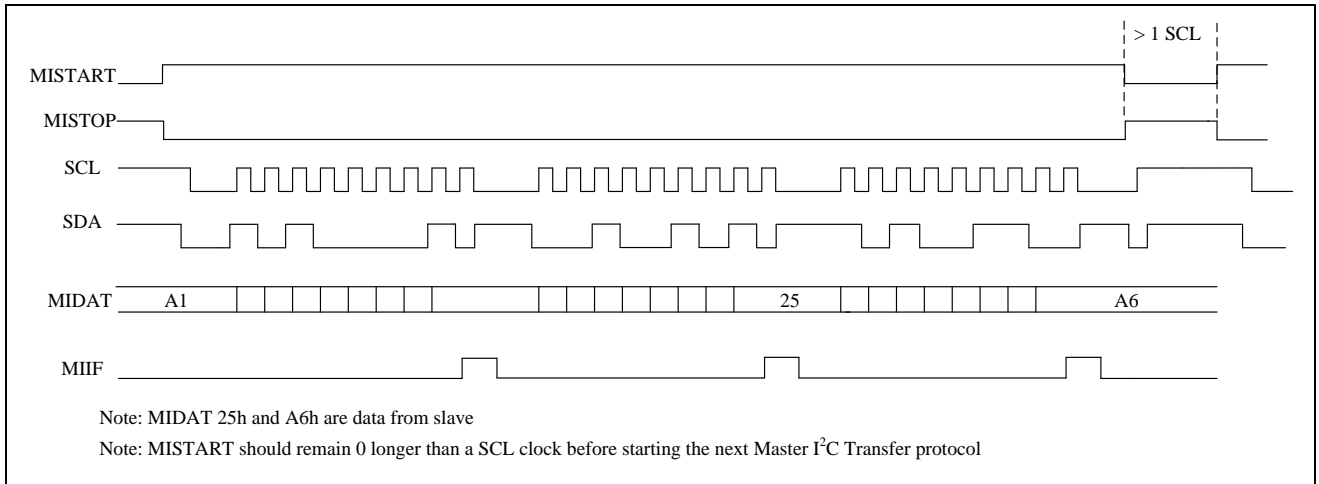 > 1 SCL
MISTART
MISTOP
SCL
SDA
MIDAT A1 25 A6
MIIF
Note: MIDAT 25h and A6h are data from slave
Note: MISTART should remain 0 longer than a SCL clock before starting the next Master I²C Transfer protocol